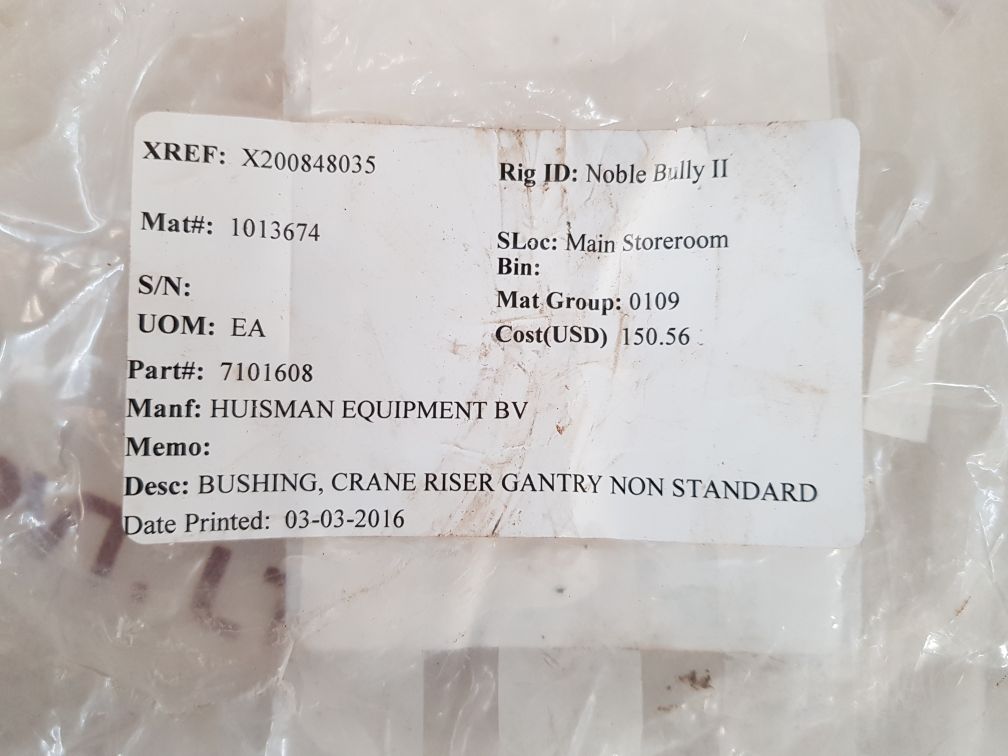 XREF: X200848035
Rig ID: Noble Bully II
Mat#: 1013674
SLoc: Main Storeroom
Bin:
S/N:
Mat Group: 0109
UOM: EA
Cost(USD) 150.56
Part#: 7101608
Manf: HUISMAN EQUIPMENT BV
Memo:
Desc: BUSHING, CRANE RISER GANTRY NON STANDARD
Date Printed: 03-03-2016